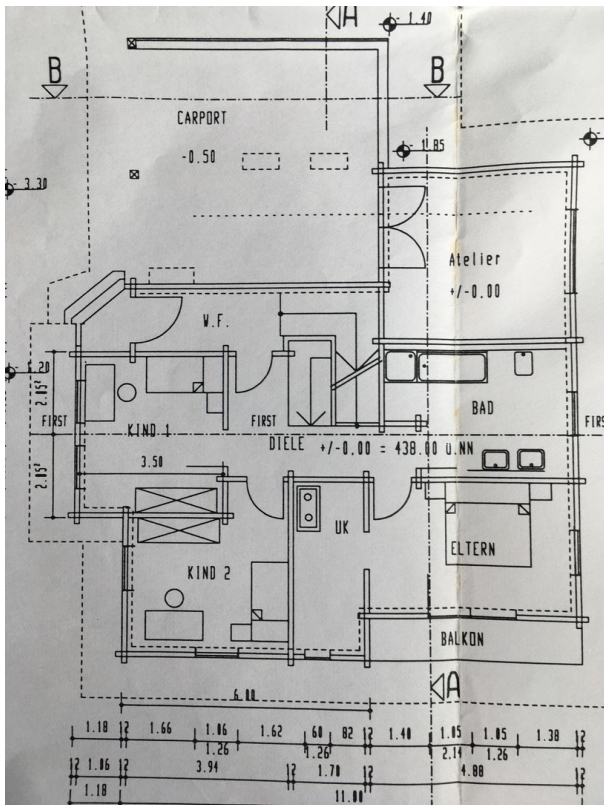 A
- 1.40
B
B
CARPORT
-0.50
- 1.85
- 3.30
Atelier
+/-0.00
W.F.
1.20
2.05²
FIRST
KIND 1
FIRST
BAD
FIRS
DIELE +/-0.00 = 438.00 ü.NN
3.50
2.05²
UK
ELTERN
KIND 2
BALKON
A
6.00
1.18 12 1.66 1.06 1.62 60 82 12 1.40 1.05 1.05 1.38 12
1.26 1.26 2.14 1.26
12 1.06 12 3.94 12 1.70 12 4.88 12
1.18 11.00